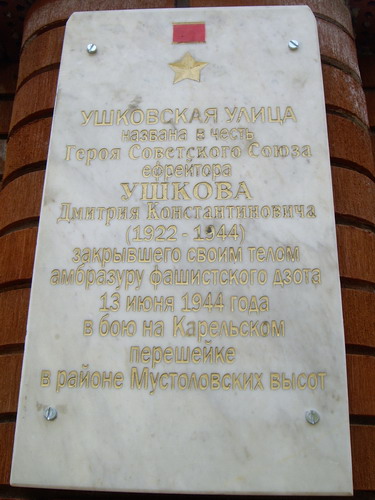 УШКОВСКАЯ УЛИЦА
названа в честь
Героя Советского Союза
ефректора
УШКОВА
Дмитрия Константиновича
(1922 - 1944)
закрывшего своим телом
амбразуру фашистского дзота
13 июня 1944 года
в бою на Карельском
перешейке
в районе Мустоловских высот